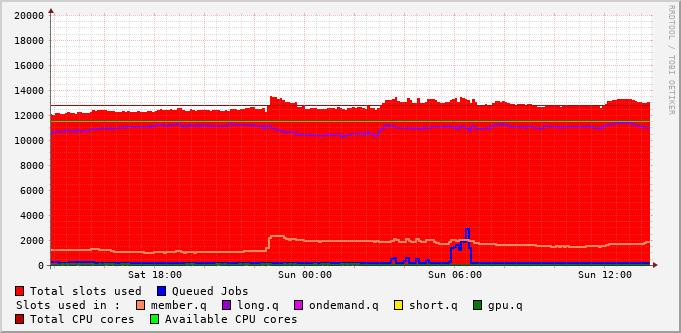 RRDTOOL / TOBI OETIKER
20000
18000
16000
14000
12000
10000
8000
6000
4000
2000
0
Sat 18:00 Sun 00:00 Sun 06:00 Sun 12:00
Total slots used Queued Jobs
Slots used in : member.q long.q ondemand.q short.q gpu.q
Total CPU cores Available CPU cores